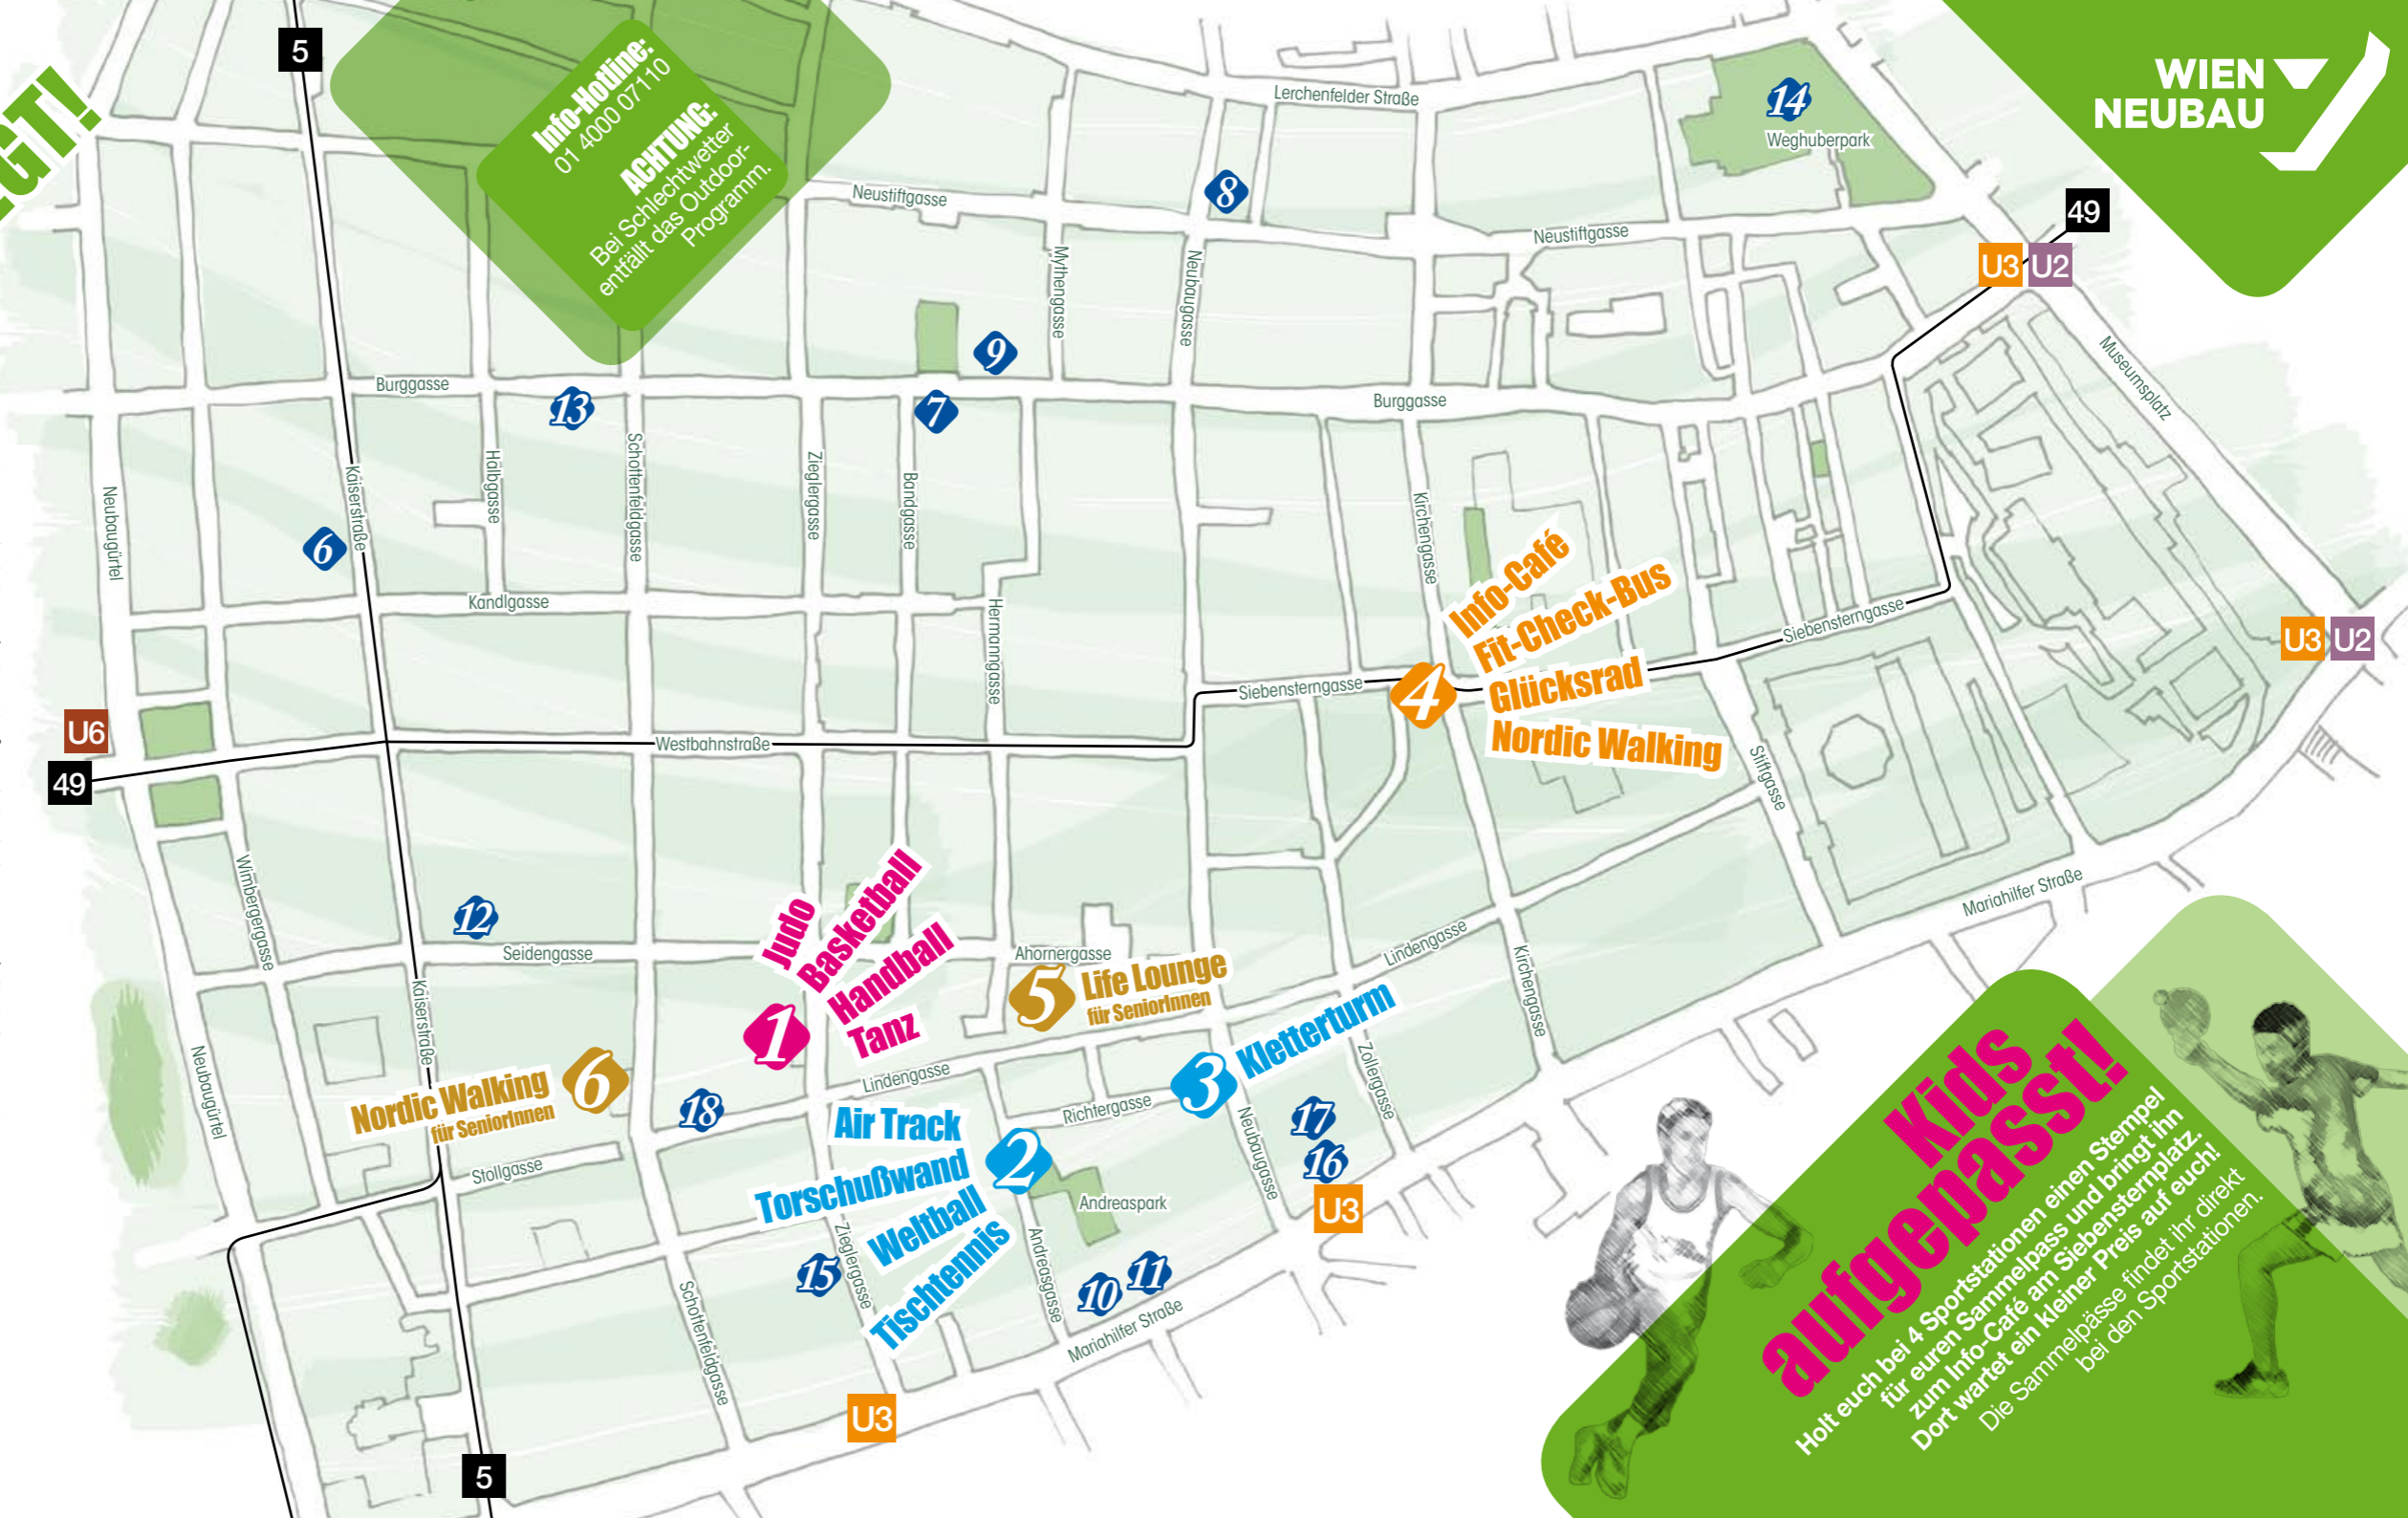 5
Info-Hotline:
01 4000 07110
ACHTUNG:
Bei Schlechtwetter
entfällt das Outdoor-
Programm.
WIEN
NEUBAU
EGT!
Lerchenfelder Straße
14
Weghuberpark
8
Neustiftgasse
Neustiftgasse
49
U3 U2
Mythengasse
Neubaugasse
Museumsplatz
9
Burggasse
13
7
Burggasse
Neubaugürtel
Kaiserstraße
Halbgasse
Schottenfeldgasse
Zieglergasse
Bandgasse
Kirchengasse
6
Kandlgasse
Hermanngasse
Info-Café
Fit-Check-Bus
Glücksrad
Nordic Walking
4
Siebensterngasse
Siebensterngasse
U3 U2
U6
49
Westbahnstraße
Stiftgasse
Wimbergergasse
12
Seidengasse
Judo
Basketball
Handball
Tanz
1
Ahornergasse
5
Life Lounge
für SeniorInnen
Lindengasse
Kirchengasse
Mariahilfer Straße
Neubaugürtel
Kaiserstraße
Nordic Walking
für SeniorInnen
6
18
Lindengasse
Richtergasse
3
Kletterturm
Zollergasse
Neubaugasse
17
16
U3
Stollgasse
Air Track
Torschußwand
Weltball
Tischtennis
2
Andreaspark
15
Zieglergasse
Andreasgasse
10
11
Mariahilfer Straße
Schottenfeldgasse
U3
5
Kids
aufgepasst!
Holt euch bei 4 Sportstationen einen Stempel
für euren Sammelpass und bringt ihn
zum Info-Café am Siebensternplatz.
Dort wartet ein kleiner Preis auf euch!
Die Sammelpässe findet ihr direkt
bei den Sportstationen.